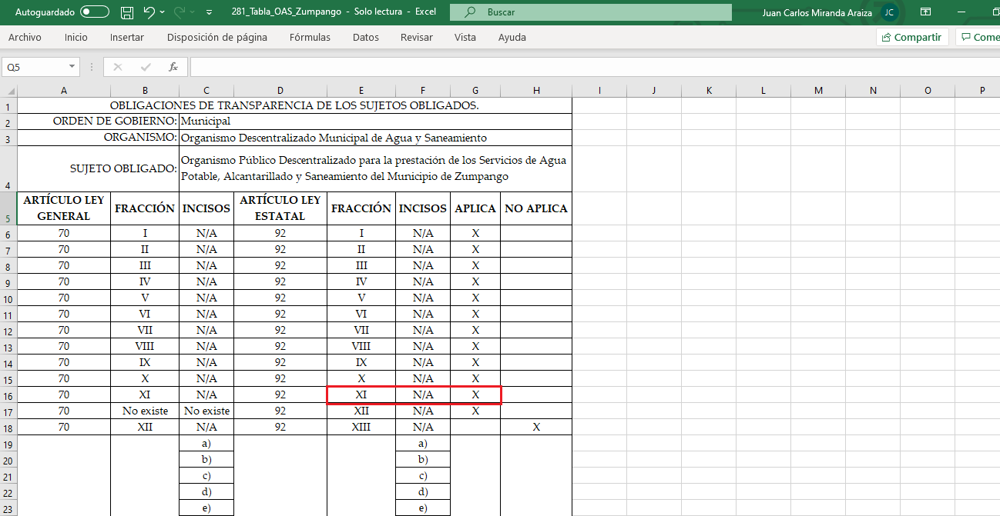 Autoguardado 281_Tabla_OAS_Zumpango - Solo lectura - Excel Buscar Juan Carlos Miranda Araiza JC
Archivo Inicio Insertar Disposición de página Fórmulas Datos Revisar Vista Ayuda Compartir Come
Q5 fx
A B C D E F G H I J K L M N O P
1 OBLIGACIONES DE TRANSPARENCIA DE LOS SUJETOS OBLIGADOS.
2 ORDEN DE GOBIERNO: Municipal
3 ORGANISMO: Organismo Descentralizado Municipal de Agua y Saneamiento
4 SUJETO OBLIGADO: Organismo Público Descentralizado para la prestación de los Servicios de Agua
Potable, Alcantarillado y Saneamiento del Municipio de Zumpango
5 ARTÍCULO LEY GENERAL FRACCIÓN INCISOS ARTÍCULO LEY ESTATAL FRACCIÓN INCISOS APLICA NO APLICA
6 70 I N/A 92 I N/A X
7 70 II N/A 92 II N/A X
8 70 III N/A 92 III N/A X
9 70 IV N/A 92 IV N/A X
10 70 V N/A 92 V N/A X
11 70 VI N/A 92 VI N/A X
12 70 VII N/A 92 VII N/A X
13 70 VIII N/A 92 VIII N/A X
14 70 IX N/A 92 IX N/A X
15 70 X N/A 92 X N/A X
16 70 XI N/A 92 XI N/A X
17 70 No existe No existe 92 XII N/A X
18 70 XII N/A 92 XIII N/A X
19 a) a)
20 b) b)
21 c) c)
22 d) d)
23 e) e)